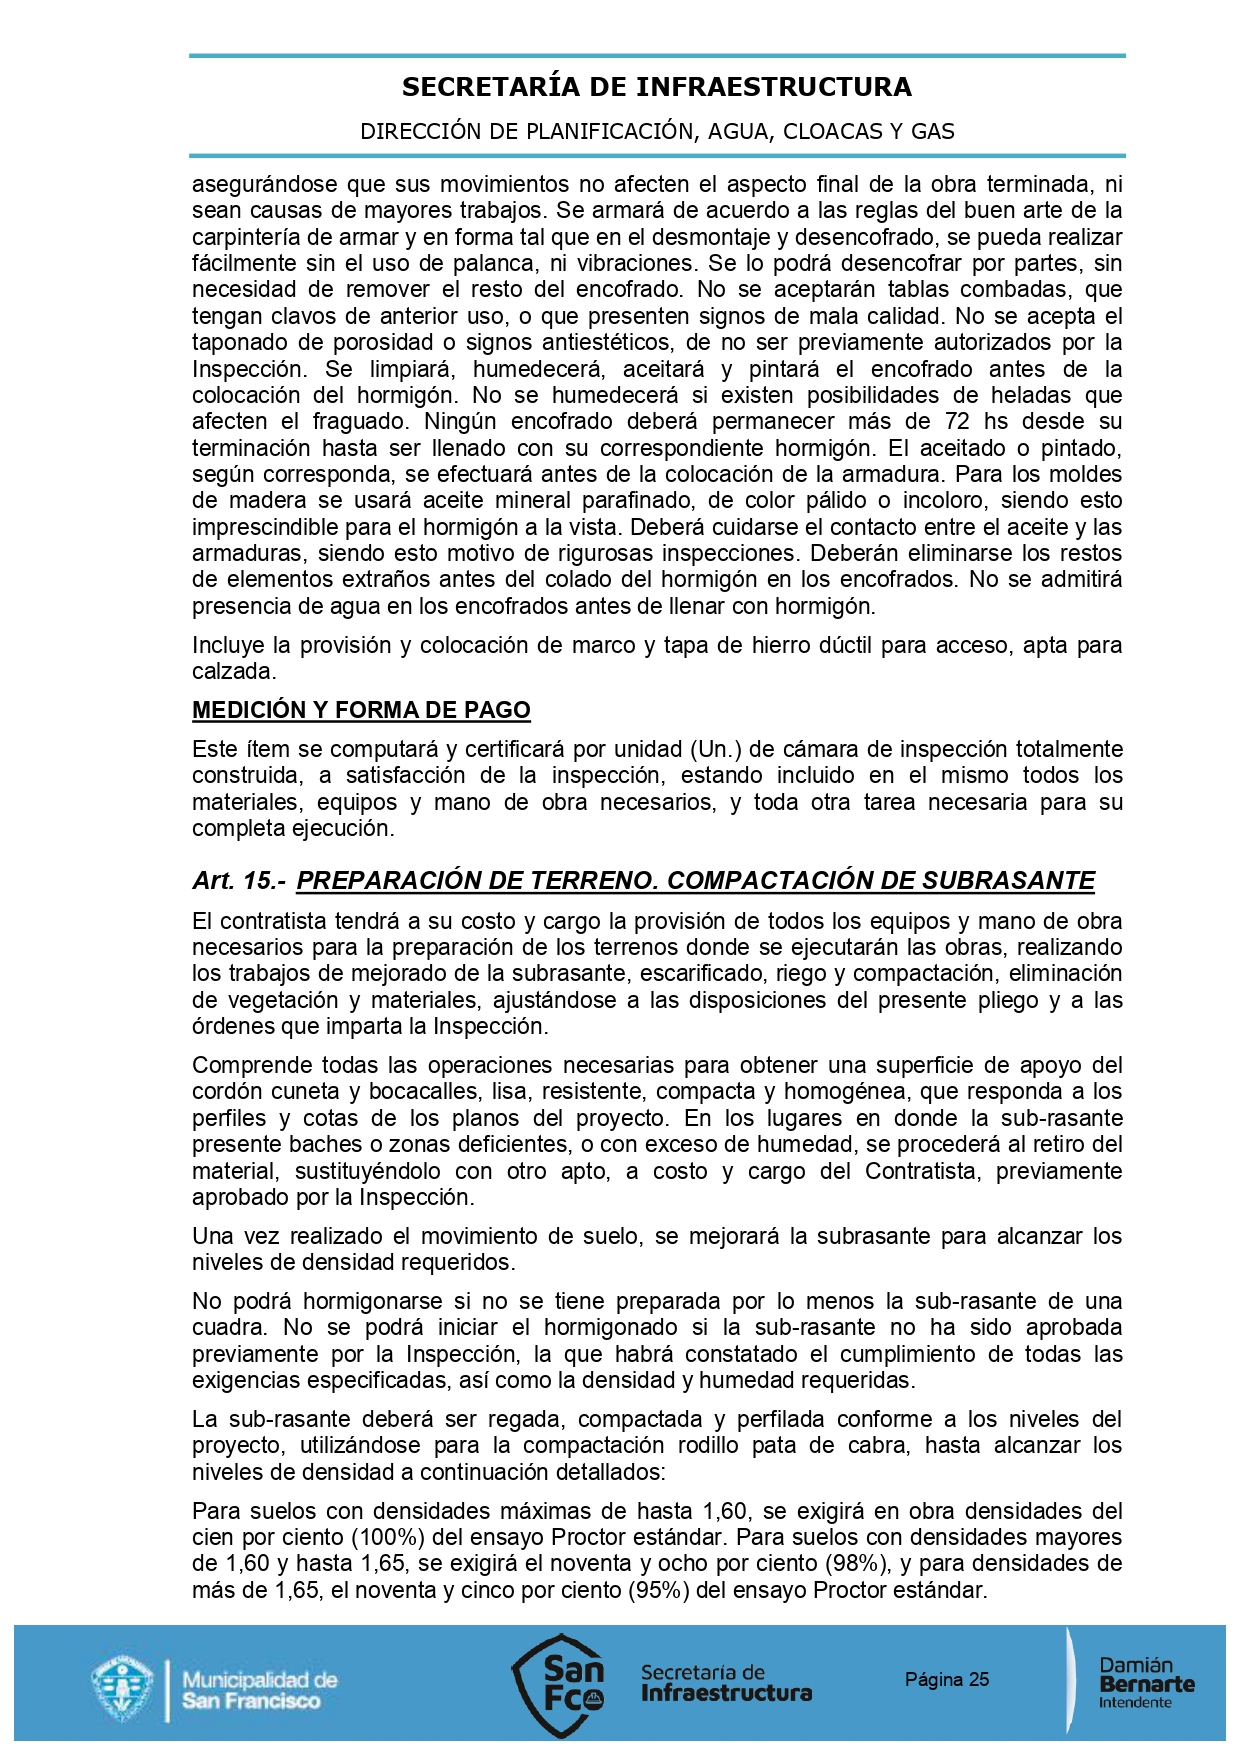 SECRETARÍA DE INFRAESTRUCTURA
DIRECCIÓN DE PLANIFICACIÓN, AGUA, CLOACAS Y GAS
asegurándose que sus movimientos no afecten el aspecto final de la obra terminada, ni
sean causas de mayores trabajos. Se armará de acuerdo a las reglas del buen arte de la
carpintería de armar y en forma tal que en el desmontaje y desencofrado, se pueda realizar
fácilmente sin el uso de palanca, ni vibraciones. Se lo podrá desencofrar por partes, sin
necesidad de remover el resto del encofrado. No se aceptarán tablas combadas, que
tengan clavos de anterior uso, o que presenten signos de mala calidad. No se acepta el
taponado de porosidad o signos antiestéticos, de no ser previamente autorizados por la
Inspección. Se limpiará, humedecerá, aceitará y pintará el encofrado antes de la
colocación del hormigón. No se humedecerá si existen posibilidades de heladas que
afecten el fraguado. Ningún encofrado deberá permanecer más de 72 hs desde su
terminación hasta ser llenado con su correspondiente hormigón. El aceitado o pintado,
según corresponda, se efectuará antes de la colocación de la armadura. Para los moldes
de madera se usará aceite mineral parafinado, de color pálido o incoloro, siendo esto
imprescindible para el hormigón a la vista. Deberá cuidarse el contacto entre el aceite y las
armaduras, siendo esto motivo de rigurosas inspecciones. Deberán eliminarse los restos
de elementos extraños antes del colado del hormigón en los encofrados. No se admitirá
presencia de agua en los encofrados antes de llenar con hormigón.
Incluye la provisión y colocación de marco y tapa de hierro dúctil para acceso, apta para
calzada.
MEDICIÓN Y FORMA DE PAGO
Este ítem se computará y certificará por unidad (Un.) de cámara de inspección totalmente
construida, a satisfacción de la inspección, estando incluido en el mismo todos los
materiales, equipos y mano de obra necesarios, y toda otra tarea necesaria para su
completa ejecución.
Art. 15.- PREPARACIÓN DE TERRENO. COMPACTACIÓN DE SUBRASANTE
El contratista tendrá a su costo y cargo la provisión de todos los equipos y mano de obra
necesarios para la preparación de los terrenos donde se ejecutarán las obras, realizando
los trabajos de mejorado de la subrasante, escarificado, riego y compactación, eliminación
de vegetación y materiales, ajustándose a las disposiciones del presente pliego y a las
órdenes que imparta la Inspección.
Comprende todas las operaciones necesarias para obtener una superficie de apoyo del
cordón cuneta y bocacalles, lisa, resistente, compacta y homogénea, que responda a los
perfiles y cotas de los planos del proyecto. En los lugares en donde la sub-rasante
presente baches o zonas deficientes, o con exceso de humedad, se procederá al retiro del
material, sustituyéndolo con otro apto, a costo y cargo del Contratista, previamente
aprobado por la Inspección.
Una vez realizado el movimiento de suelo, se mejorará la subrasante para alcanzar los
niveles de densidad requeridos.
No podrá hormigonarse si no se tiene preparada por lo menos la sub-rasante de una
cuadra. No se podrá iniciar el hormigonado si la sub-rasante no ha sido aprobada
previamente por la Inspección, la que habrá constatado el cumplimiento de todas las
exigencias especificadas, así como la densidad y humedad requeridas.
La sub-rasante deberá ser regada, compactada y perfilada conforme a los niveles del
proyecto, utilizándose para la compactación rodillo pata de cabra, hasta alcanzar los
niveles de densidad a continuación detallados:
Para suelos con densidades máximas de hasta 1,60, se exigirá en obra densidades del
cien por ciento (100%) del ensayo Proctor estándar. Para suelos con densidades mayores
de 1,60 y hasta 1,65, se exigirá el noventa y ocho por ciento (98%), y para densidades de
más de 1,65, el noventa y cinco por ciento (95%) del ensayo Proctor estándar.
Municipalidad de
San Francisco
San
Fco
Secretaría de
Infraestructura
Página 25
Damián
Bernarte
Intendente